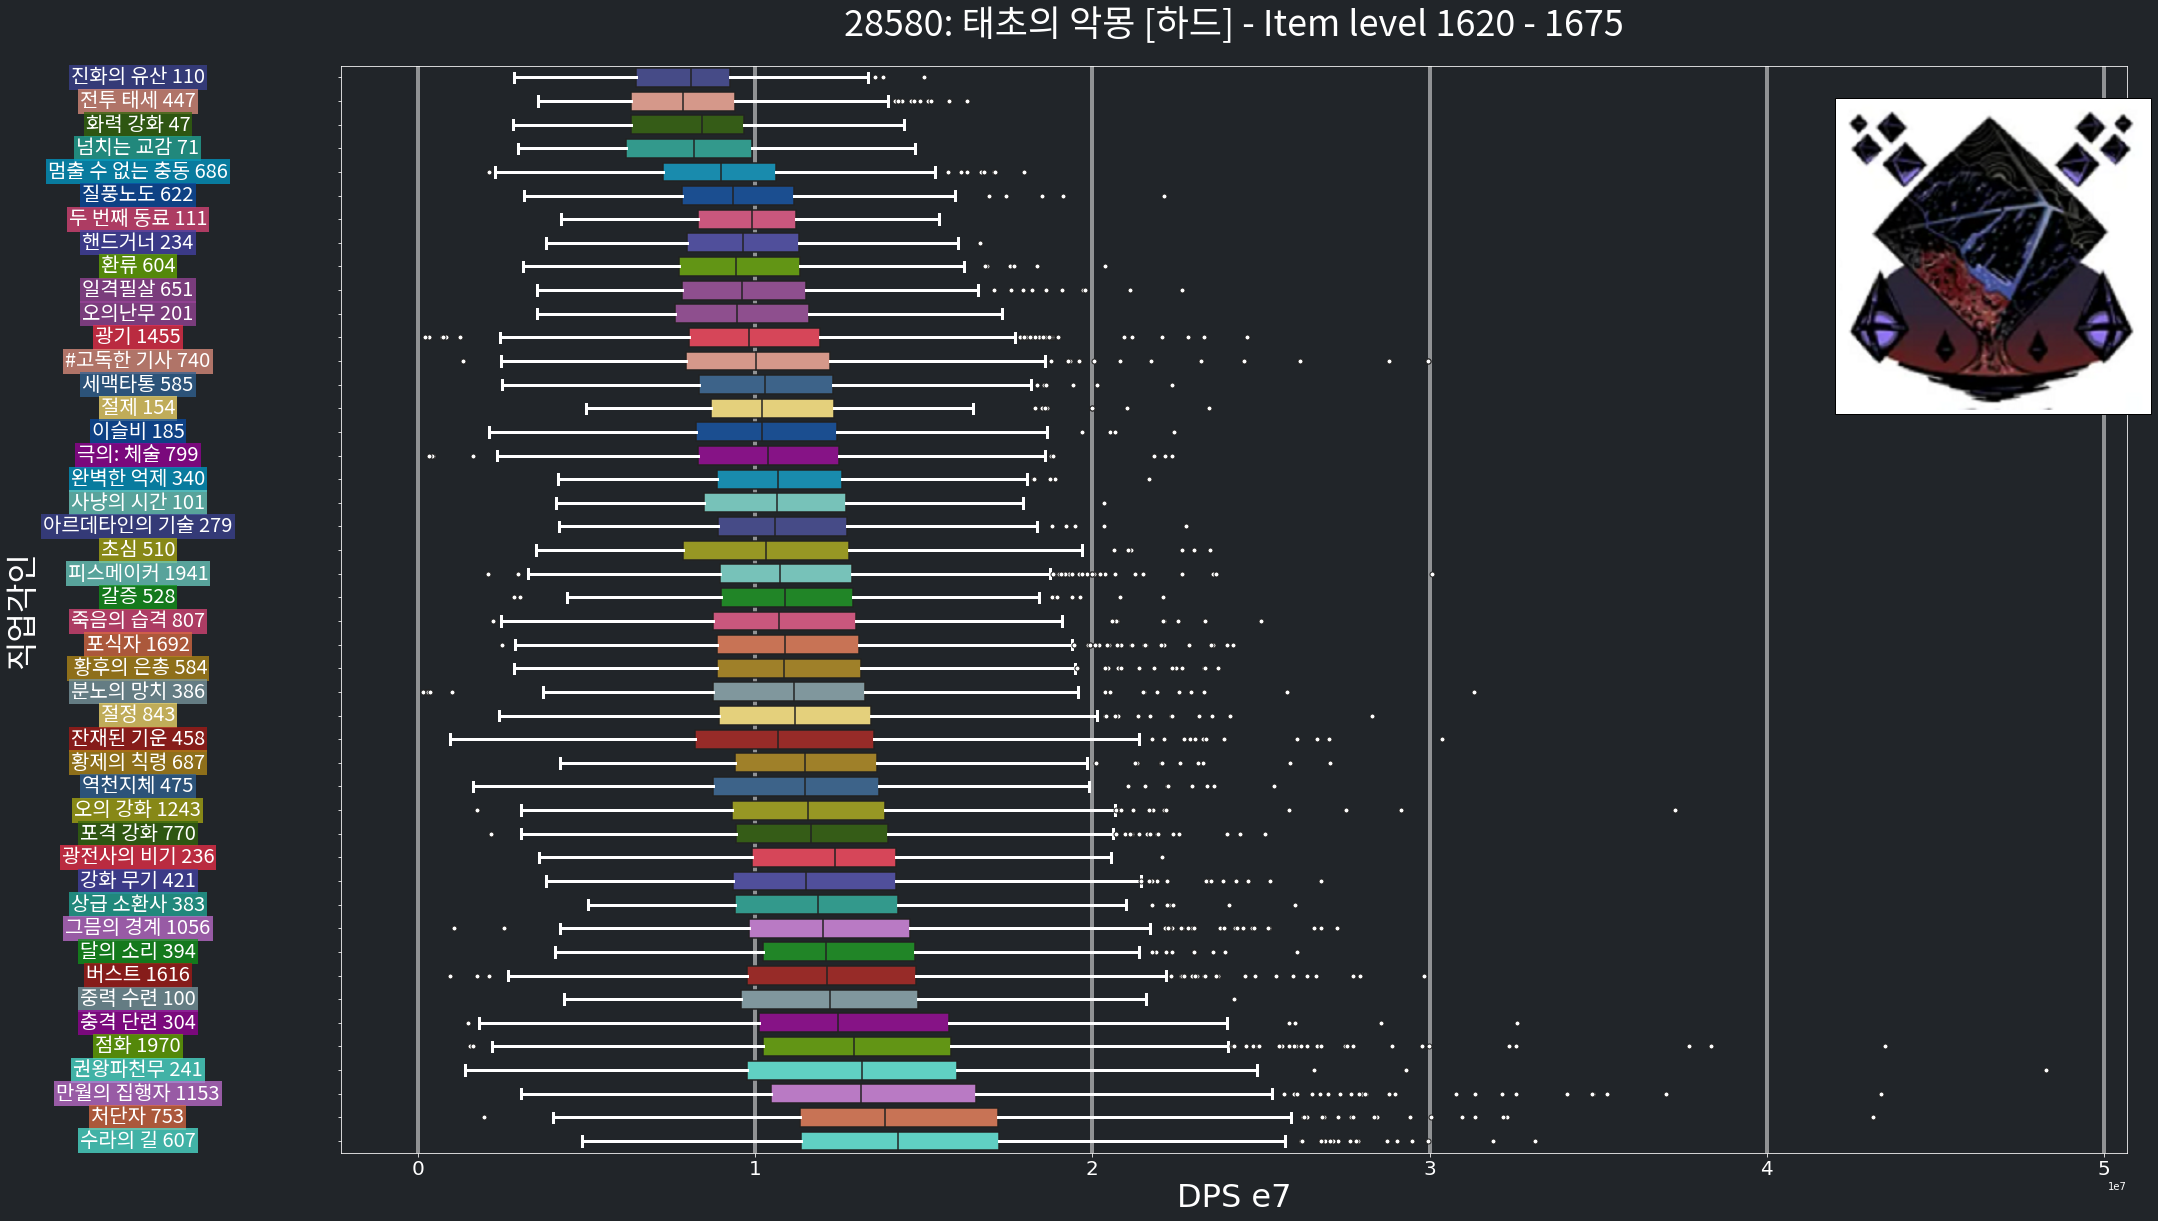 28580: 태초의 악몽 [하드] - Item level 1620 - 1675
직업각인
진화의 유산 110
전투 태세 447
화력 강화 47
넘치는 교감 71
멈출 수 없는 충동 686
질풍노도 622
두 번째 동료 111
핸드거너 234
환류 604
일격필살 651
오의난무 201
광기 1455
#고독한 기사 740
세맥타통 585
절제 154
이슬비 185
극의: 체술 799
완벽한 억제 340
사냥의 시간 101
아르데타인의 기술 279
초심 510
피스메이커 1941
갈증 528
죽음의 습격 807
포식자 1692
황후의 은총 584
분노의 망치 386
절정 843
잔재된 기운 458
황제의 칙령 687
역천지체 475
오의 강화 1243
포격 강화 770
광전사의 비기 236
강화 무기 421
상급 소환사 383
그믐의 경계 1056
달의 소리 394
버스트 1616
중력 수련 100
충격 단련 304
점화 1970
권왕파천무 241
만월의 집행자 1153
처단자 753
수라의 길 607
0 1 2 3 4 5
1e7
DPS e7